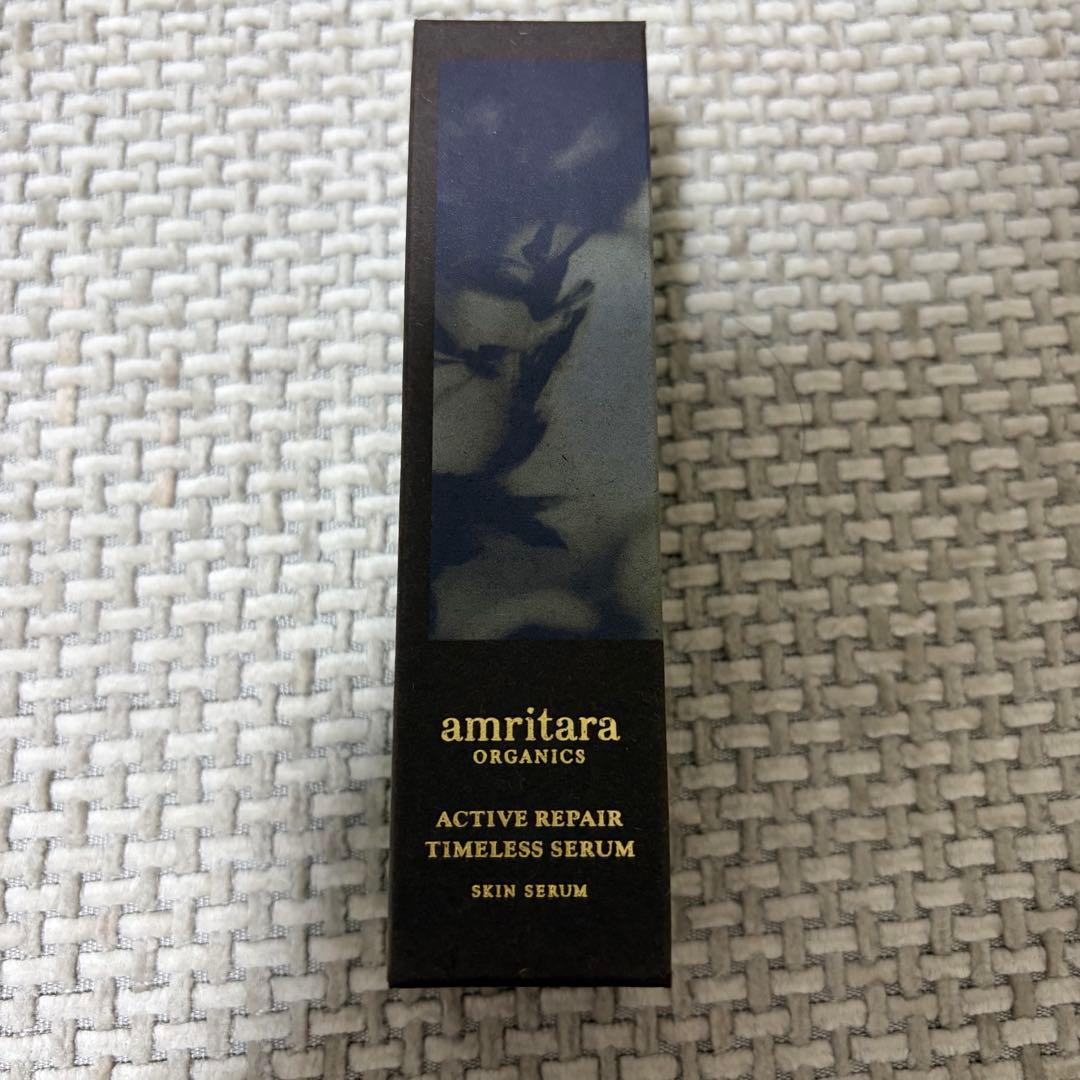 amritara
ORGANICS
ACTIVE REPAIR
TIMELESS SERUM
SKIN SERUM